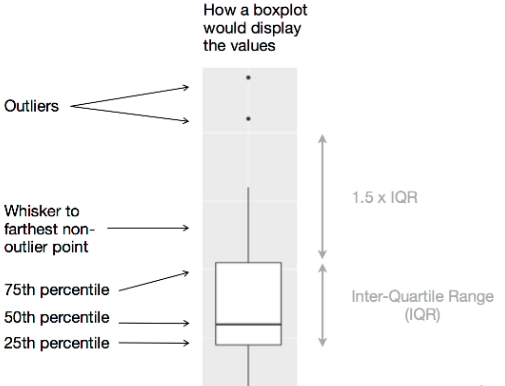 How a boxplot
would display
the values
Outliers
1.5 x IQR
Whisker to
farthest non-
outlier point
75th percentile
Inter-Quartile Range
(IQR)
50th percentile
25th percentile